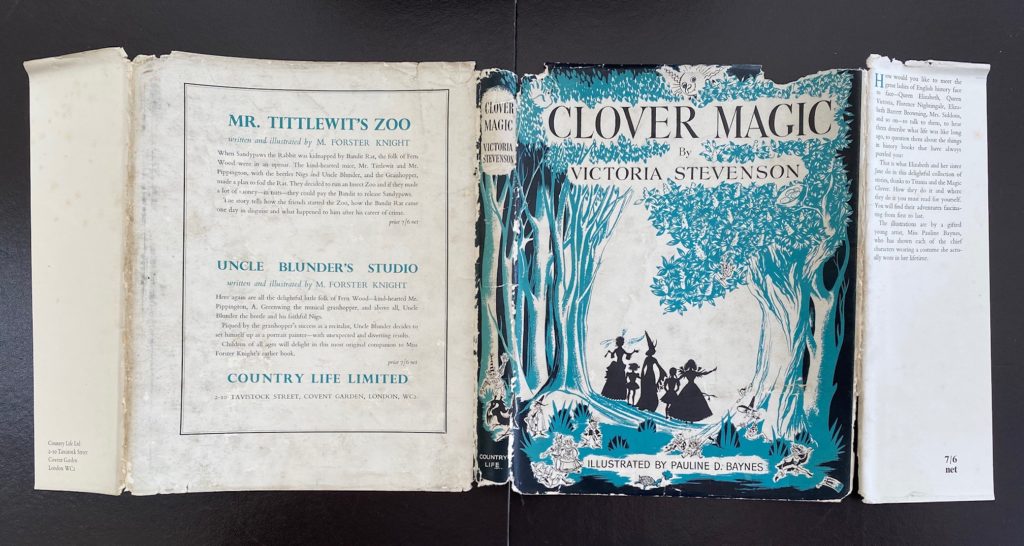 Country Life Ltd
2-10 Tavistock Street
Covent Garden
London WC2
MR. TITTLEWIT'S ZOO
written and illustrated by M. FORSTER KNIGHT
When Sandypaws the Rabbit was kidnapped by Bandit Rat, the folk of Fern
Wood were in an uproar. The kind-hearted mice, Mr. Tittlewit and Mr.
Pippington, with the beetles Nigs and Uncle Blunder, and the Grasshopper,
made a plan to foil the Rat. They decided to run an Insect Zoo and if they made
a lot of money—in nuts—they could pay the Bandit to release Sandypaws.
The story tells how the friends started the Zoo, how the Bandit Rat came
one day in disguise and what happened to him after his career of crime.
price 7/6 net
UNCLE BLUNDER'S STUDIO
written and illustrated by M. FORSTER KNIGHT
Here again are all the delightful little folk of Fern Wood—kind-hearted Mr.
Pippington, A. Greenwing the musical grasshopper, and above all, Uncle
Blunder the beetle and his faithful Nigs.
Piqued by the grasshopper's success as a recitalist, Uncle Blunder decides to
set himself up as a portrait painter—with unexpected and diverting results.
Children of all ages will delight in this most original companion to Miss
Forster Knight's earlier book.
price 7/6 net
COUNTRY LIFE LIMITED
2-10 TAVISTOCK STREET, COVENT GARDEN, LONDON, WC2
CLOVER
MAGIC
VICTORIA
STEVENSON
COUNTRY
LIFE
CLOVER MAGIC
By
VICTORIA STEVENSON
ILLUSTRATED BY PAULINE D. BAYNES
How would you like to meet the
great ladies of English history face
to face—Queen Elizabeth, Queen
Victoria, Florence Nightingale, Eliza-
beth Barrett Browning, Mrs. Siddons,
and so on—to talk to them, to hear
them describe what life was like long
ago, to question them about the things
in history books that have always
puzzled you?
That is what Elizabeth and her sister
Jane do in this delightful collection of
stories, thanks to Titania and the Magic
Clover. How they do it and where
they do it you must read for yourself.
You will find their adventures fascina-
ting from first to last.
The illustrations are by a gifted
young artist, Miss Pauline Baynes,
who has shown each of the chief
characters wearing a costume she actu-
ally wore in her lifetime.
7/6
net